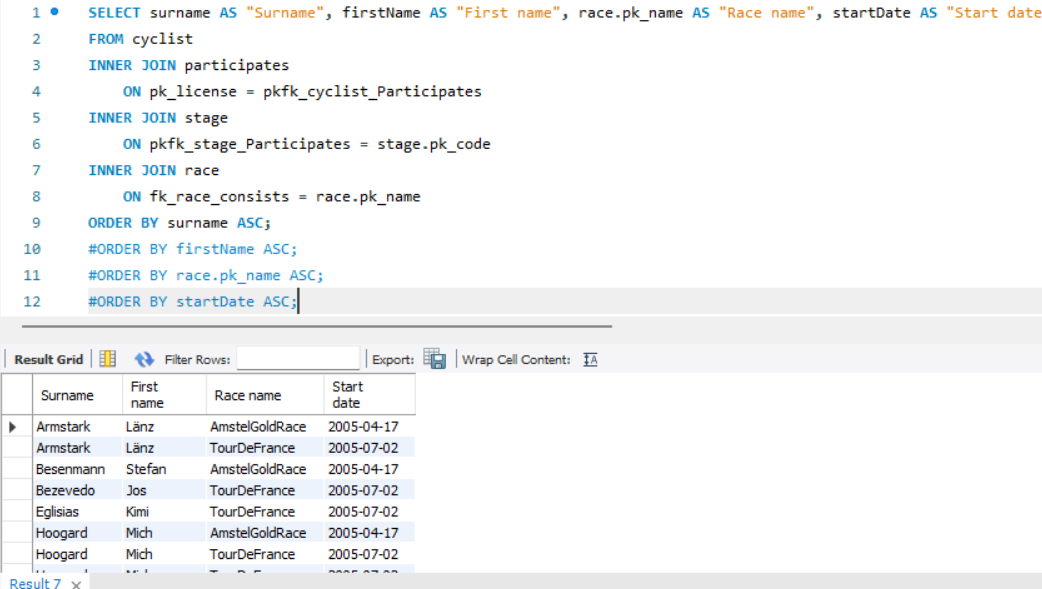 1 SELECT surname AS "Surname", firstName AS "First name", race.pk_name AS "Race name", startDate AS "Start date
2 FROM cyclist
3 INNER JOIN participates
4 ON pk_license = pkfk_cyclist_Participates
5 INNER JOIN stage
6 ON pkfk_stage_Participates = stage.pk_code
7 INNER JOIN race
8 ON fk_race_consists = race.pk_name
9 ORDER BY surname ASC;
10 #ORDER BY firstName ASC;
11 #ORDER BY race.pk_name ASC;
12 #ORDER BY startDate ASC;
Result Grid Filter Rows: Export: Wrap Cell Content: IA
Surname First name Race name Start date
Armstark Länz AmstelGoldRace 2005-04-17
Armstark Länz TourDeFrance 2005-07-02
Besenmann Stefan AmstelGoldRace 2005-04-17
Bezevedo Jos TourDeFrance 2005-07-02
Eglisias Kimi TourDeFrance 2005-07-02
Hoogard Mich AmstelGoldRace 2005-04-17
Hoogard Mich TourDeFrance 2005-07-02
Result 7